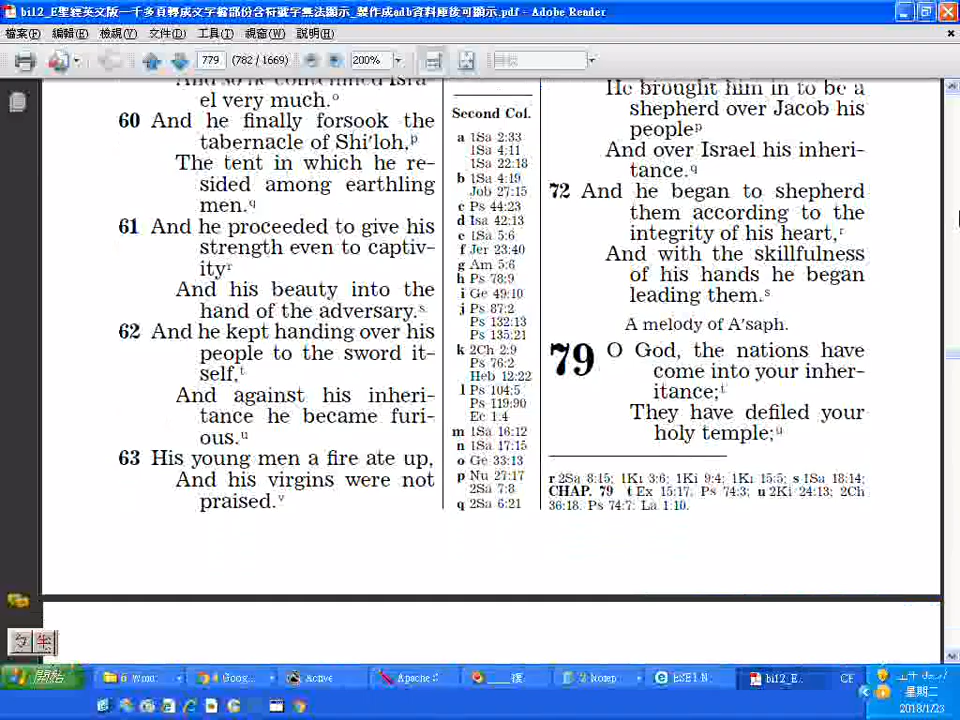 bi12_E聖經英文版一千多頁轉成文字檔部份含符號字無法顯示_製作成adb資料庫後可顯示.pdf - Adobe Reader
檔案(F) 編輯(E) 檢視(V) 文件(D) 工具(T) 視窗(W) 說明(H)
779 (782 / 1669) 200% 尋找
el very much.o
60 And he finally forsook the
tabernacle of Shi′loh,p
The tent in which he re-
sided among earthling
men.q
61 And he proceeded to give his
strength even to captiv-
ityr
And his beauty into the
hand of the adversary.s
62 And he kept handing over his
people to the sword it-
self,t
And against his inheri-
tance he became furi-
ous.u
63 His young men a fire ate up,
And his virgins were not
praised.v
Second Col.
a 1Sa 2:33
1Sa 4:11
1Sa 22:18
b 1Sa 4:19
Job 27:15
c Ps 44:23
d Isa 42:13
e 1Sa 5:6
f Jer 23:40
g Am 5:6
h Ps 78:9
i Ge 49:10
j Ps 87:2
Ps 132:13
Ps 135:21
k 2Ch 2:9
Ps 76:2
Heb 12:22
l Ps 104:5
Ps 119:90
Ec 1:4
m 1Sa 16:12
n 1Sa 17:15
o Ge 33:13
p Nu 27:17
2Sa 7:8
q 2Sa 6:21
He brought him in to be a
shepherd over Jacob his
peoplep
And over Israel his inheri-
tance.q
72 And he began to shepherd
them according to the
integrity of his heart,r
And with the skillfulness
of his hands he began
leading them.s
A melody of A′saph.
79 O God, the nations have
come into your inher-
itance;t
They have defiled your
holy temple;u
r 2Sa 8:15; 1Ki 3:6; 1Ki 9:4; 1Ki 15:5; s 1Sa 18:14;
CHAP. 79 t Ex 15:17, Ps 74:3; u 2Ki 24:13; 2Ch
36:18, Ps 74:7; La 1:10.
開始 Goog... Active Apache 2 bi12_E... CE
星期二
2018/1/23